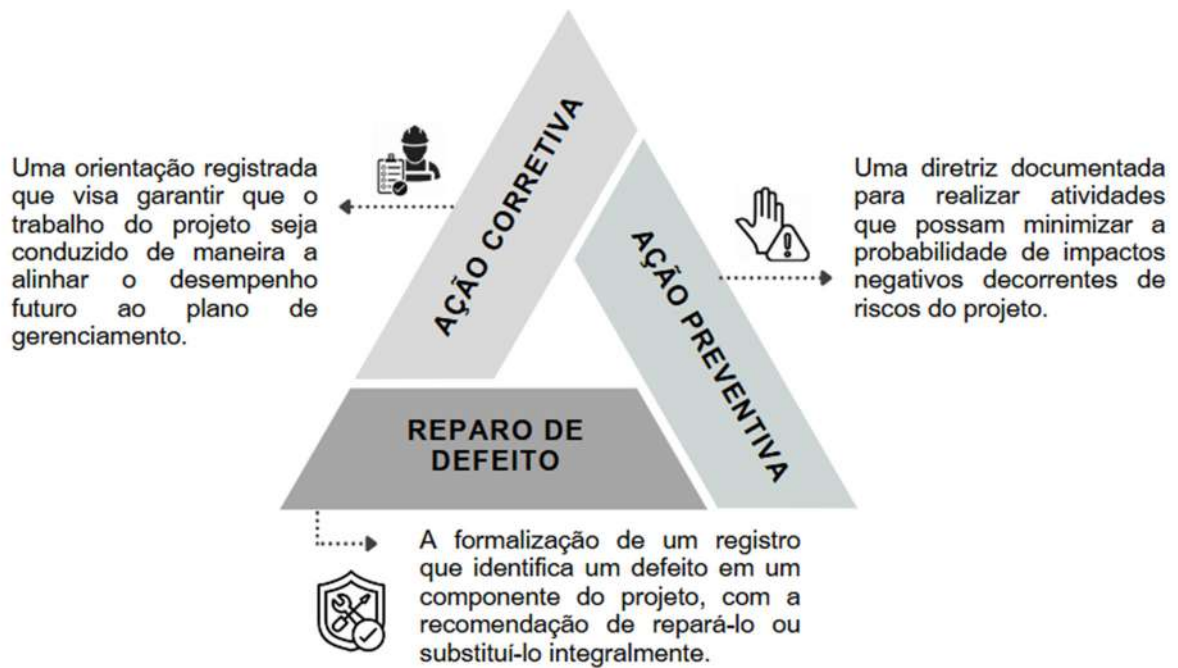 AÇÃO CORRETIVA
Uma orientação registrada
que visa garantir que o
trabalho do projeto seja
conduzido de maneira a
alinhar o desempenho
futuro ao plano de
gerenciamento.
AÇÃO PREVENTIVA
Uma diretriz documentada
para realizar atividades
que possam minimizar a
probabilidade de impactos
negativos decorrentes de
riscos do projeto.
REPARO DE
DEFEITO
A formalização de um registro
que identifica um defeito em um
componente do projeto, com a
recomendação de repará-lo ou
substituí-lo integralmente.